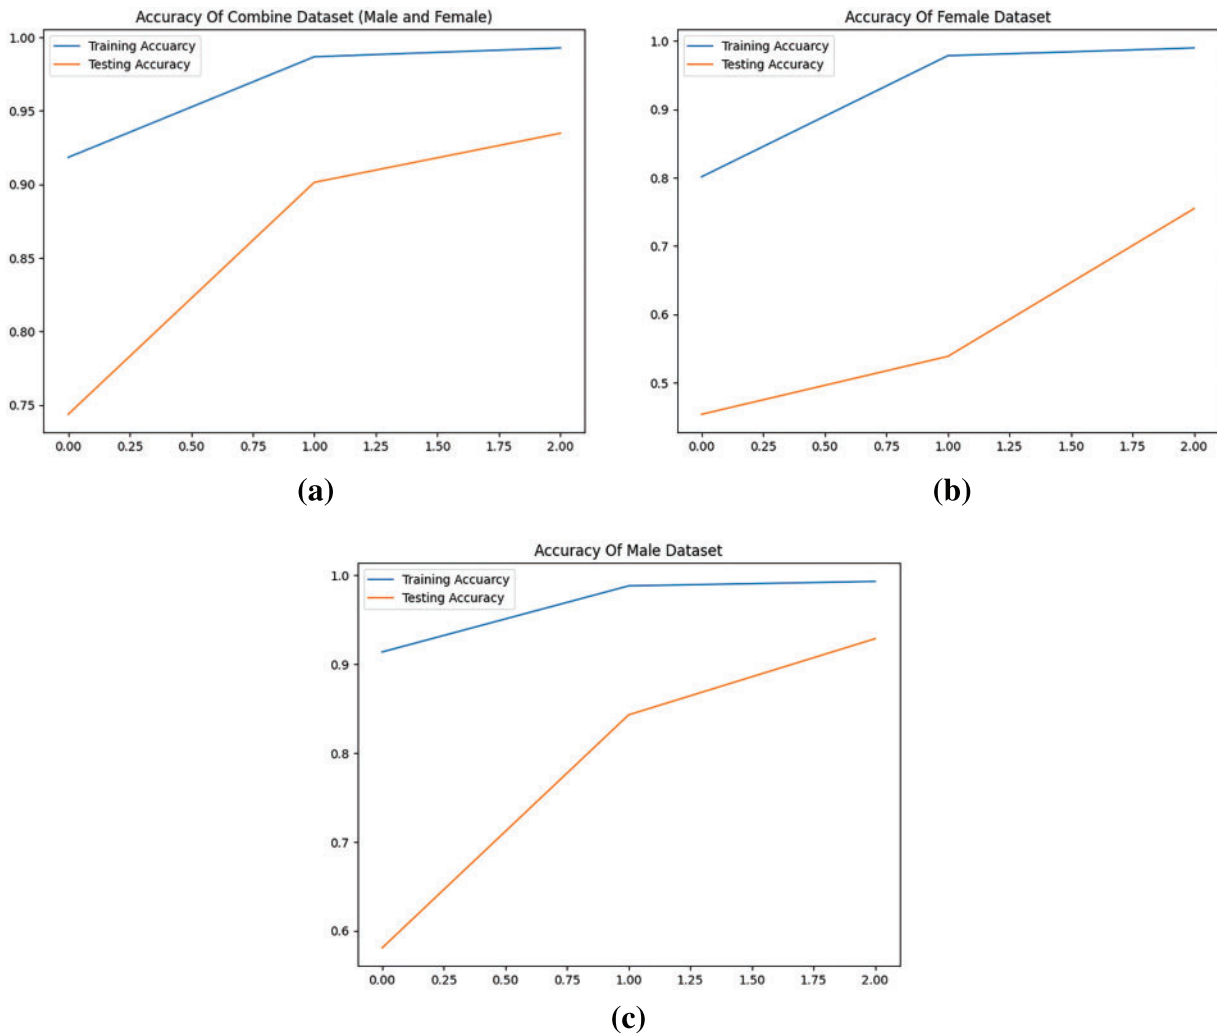 Accuracy Of Combine Dataset (Male and Female)
Training Accuarcy
Testing Accuracy
1.00
0.95
0.90
0.85
0.80
0.75
0.00 0.25 0.50 0.75 1.00 1.25 1.50 1.75 2.00
(a)
Accuracy Of Female Dataset
Training Accuarcy
Testing Accuracy
1.0
0.9
0.8
0.7
0.6
0.5
0.00 0.25 0.50 0.75 1.00 1.25 1.50 1.75 2.00
(b)
Accuracy Of Male Dataset
Training Accuarcy
Testing Accuracy
1.0
0.9
0.8
0.7
0.6
0.00 0.25 0.50 0.75 1.00 1.25 1.50 1.75 2.00
(c)